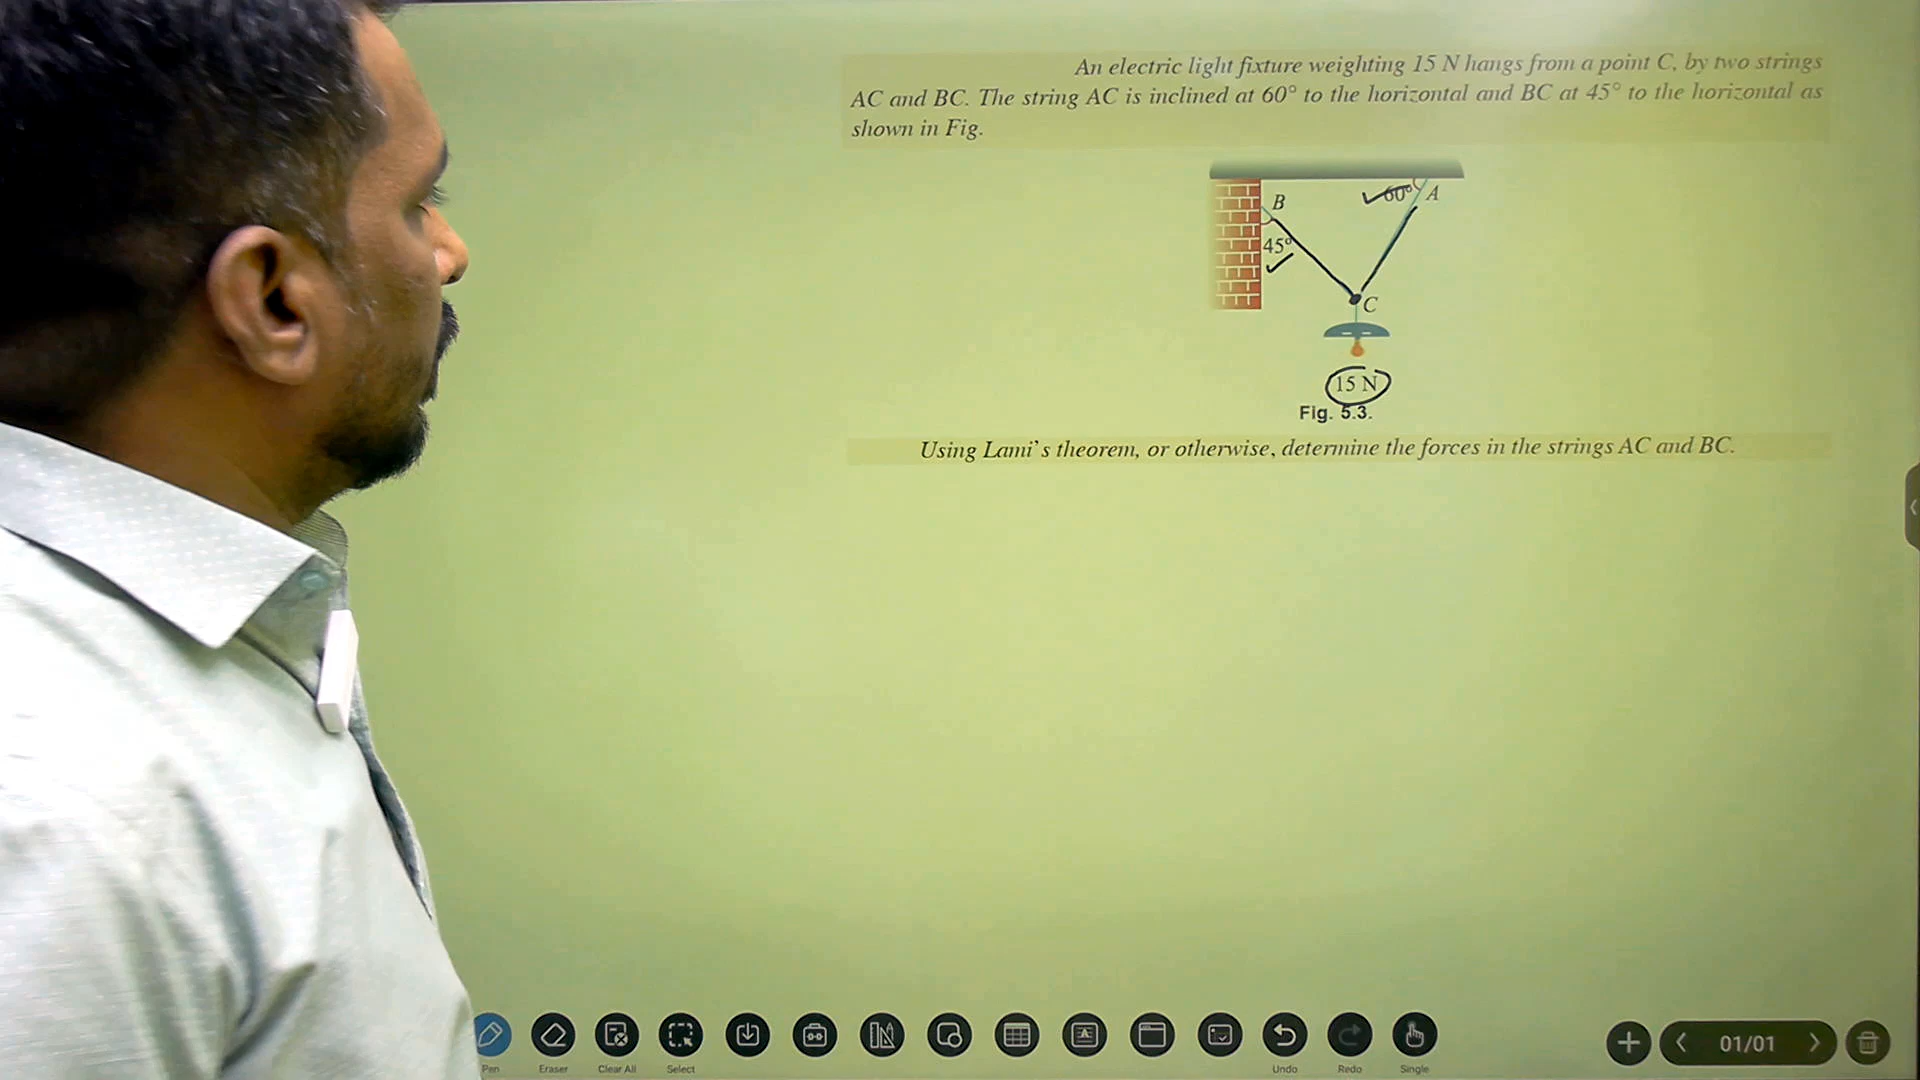 An electric light fixture weighting 15 N hangs from a point C, by two strings
AC and BC. The string AC is inclined at 60° to the horizontal and BC at 45° to the horizontal as
shown in Fig.
60°
A
B
45°
C
15 N
Fig. 5.3.
Using Lami's theorem, or otherwise, determine the forces in the strings AC and BC.
Pen
Eraser
Clear All
Select
Undo
Redo
Single
01/01